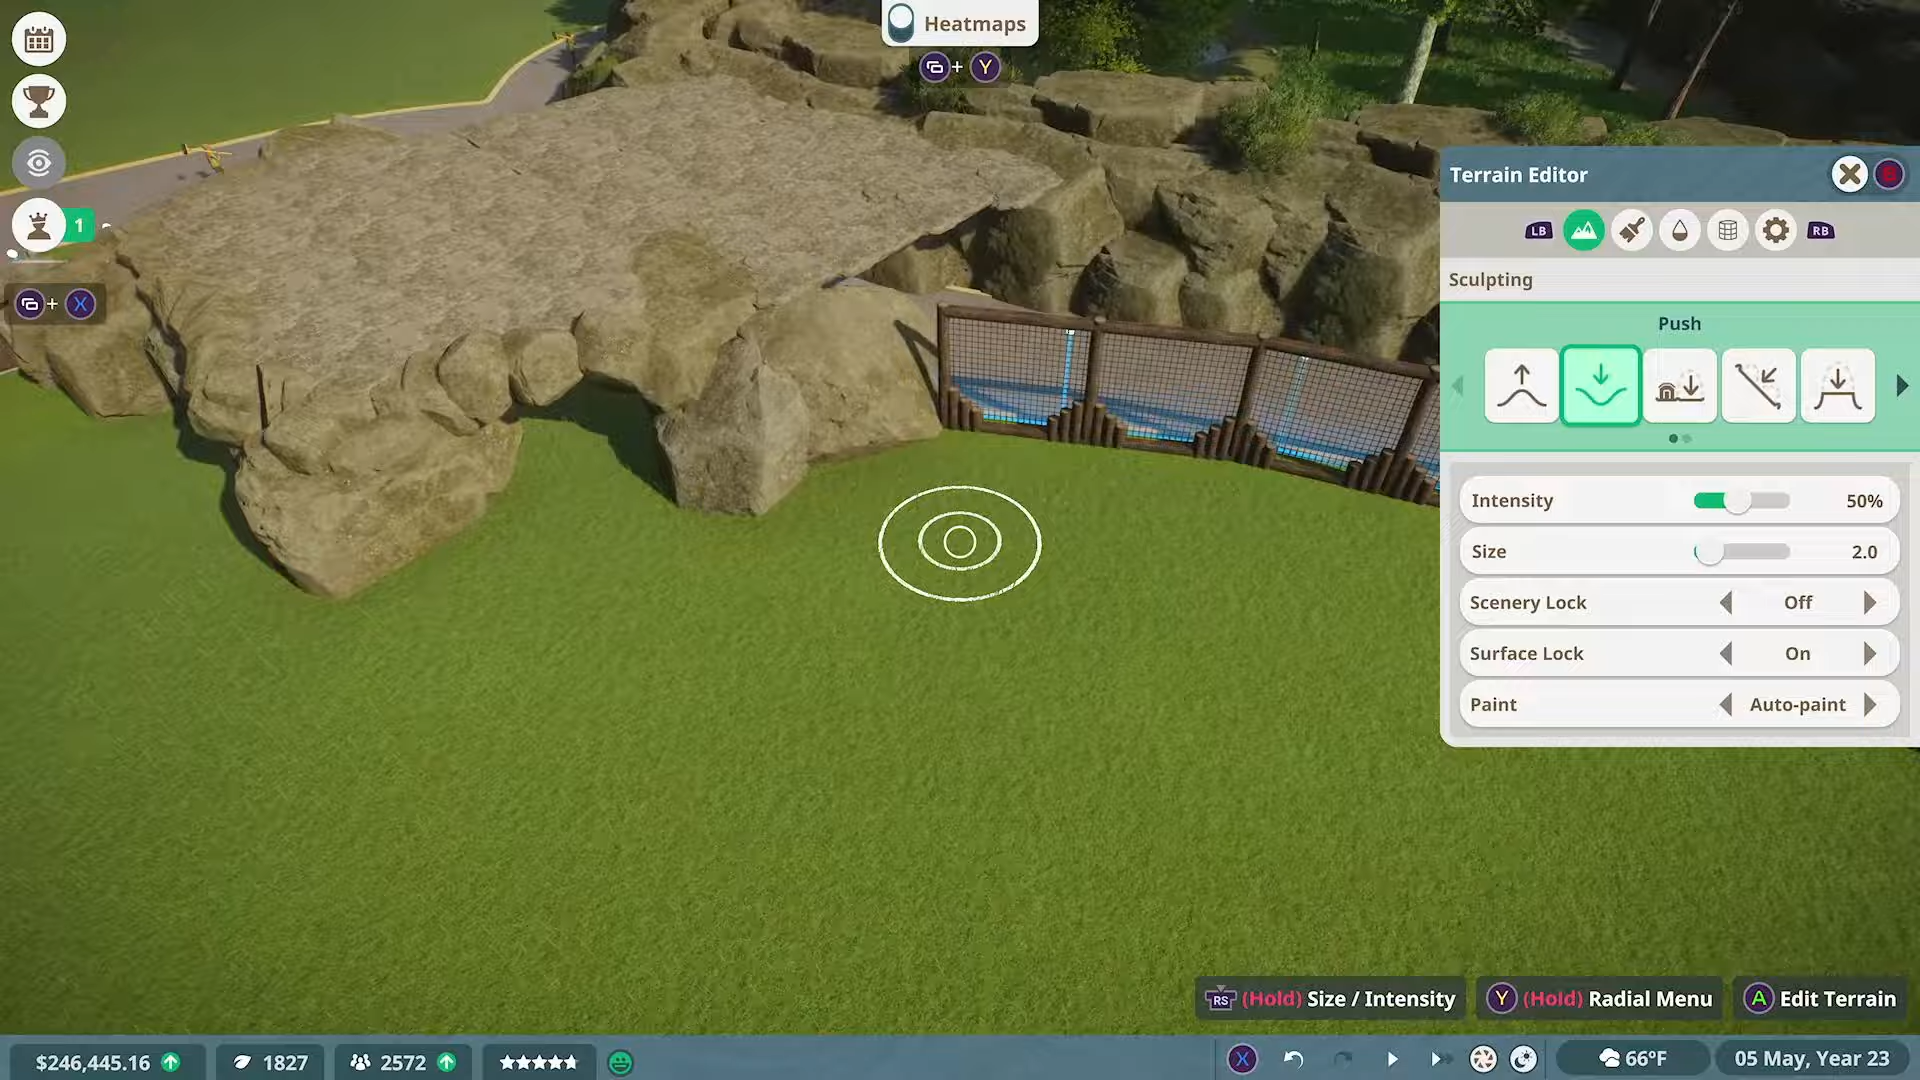 Heatmaps
+ Y
1
+ X
Terrain Editor
B
LB
RB
Sculpting
Push
Intensity 50%
Size 2.0
Scenery Lock Off
Surface Lock On
Paint Auto-paint
RS (Hold) Size / Intensity
Y (Hold) Radial Menu
A Edit Terrain
$246,445.16
1827
2572
X
66°F
05 May, Year 23